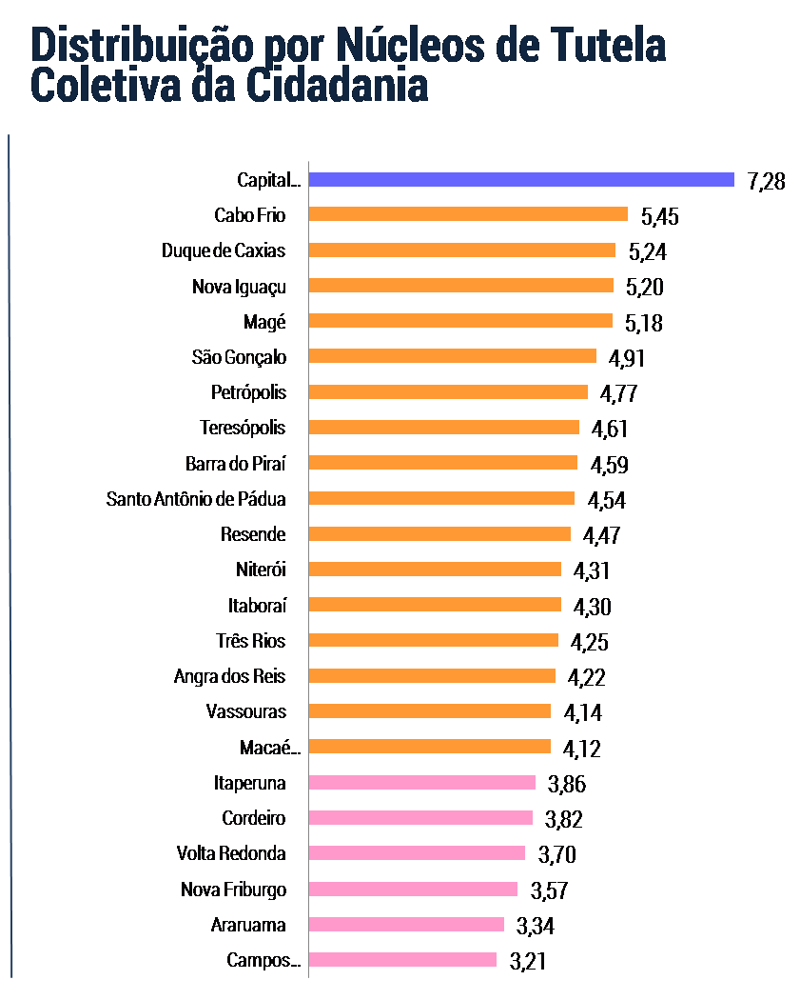 Distribuição por Núcleos de Tutela
Coletiva da Cidadania
Capital... 7,28
Cabo Frio 5,45
Duque de Caxias 5,24
Nova Iguaçu 5,20
Magé 5,18
São Gonçalo 4,91
Petrópolis 4,77
Teresópolis 4,61
Barra do Piraí 4,59
Santo Antônio de Pádua 4,54
Resende 4,47
Niterói 4,31
Itaboraí 4,30
Três Rios 4,25
Angra dos Reis 4,22
Vassouras 4,14
Macaé... 4,12
Itaperuna 3,86
Cordeiro 3,82
Volta Redonda 3,70
Nova Friburgo 3,57
Araruama 3,34
Campos... 3,21